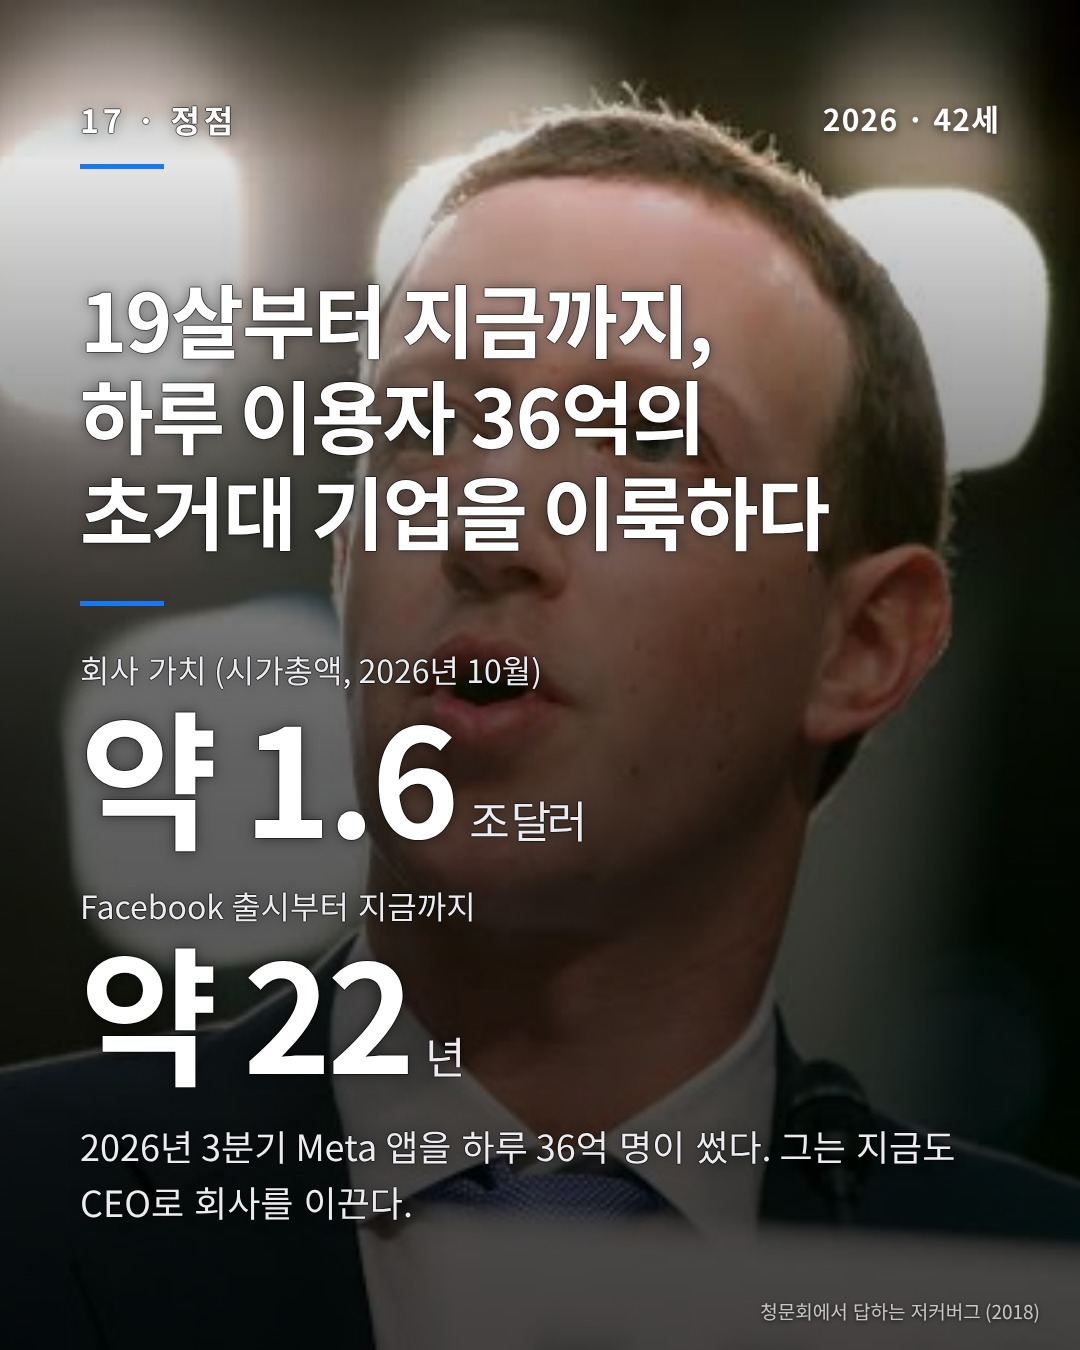 17 · 정점
2026 · 42세
19살부터 지금까지,
하루 이용자 36억의
초거대 기업을 이룩하다
회사 가치 (시가총액, 2026년 10월)
약 1.6 조달러
Facebook 출시부터 지금까지
약 22 년
2026년 3분기 Meta 앱을 하루 36억 명이 썼다. 그는 지금도
CEO로 회사를 이끈다.
청문회에서 답하는 저커버그 (2018)